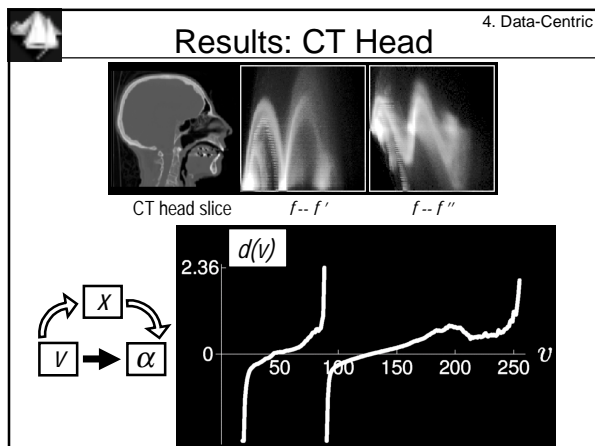 4. Data-Centric
Results: CT Head
CT head slice
f -- f '
f -- f ''
d(v)
2.36
0
50
100
150
200
250
v
X
V
α